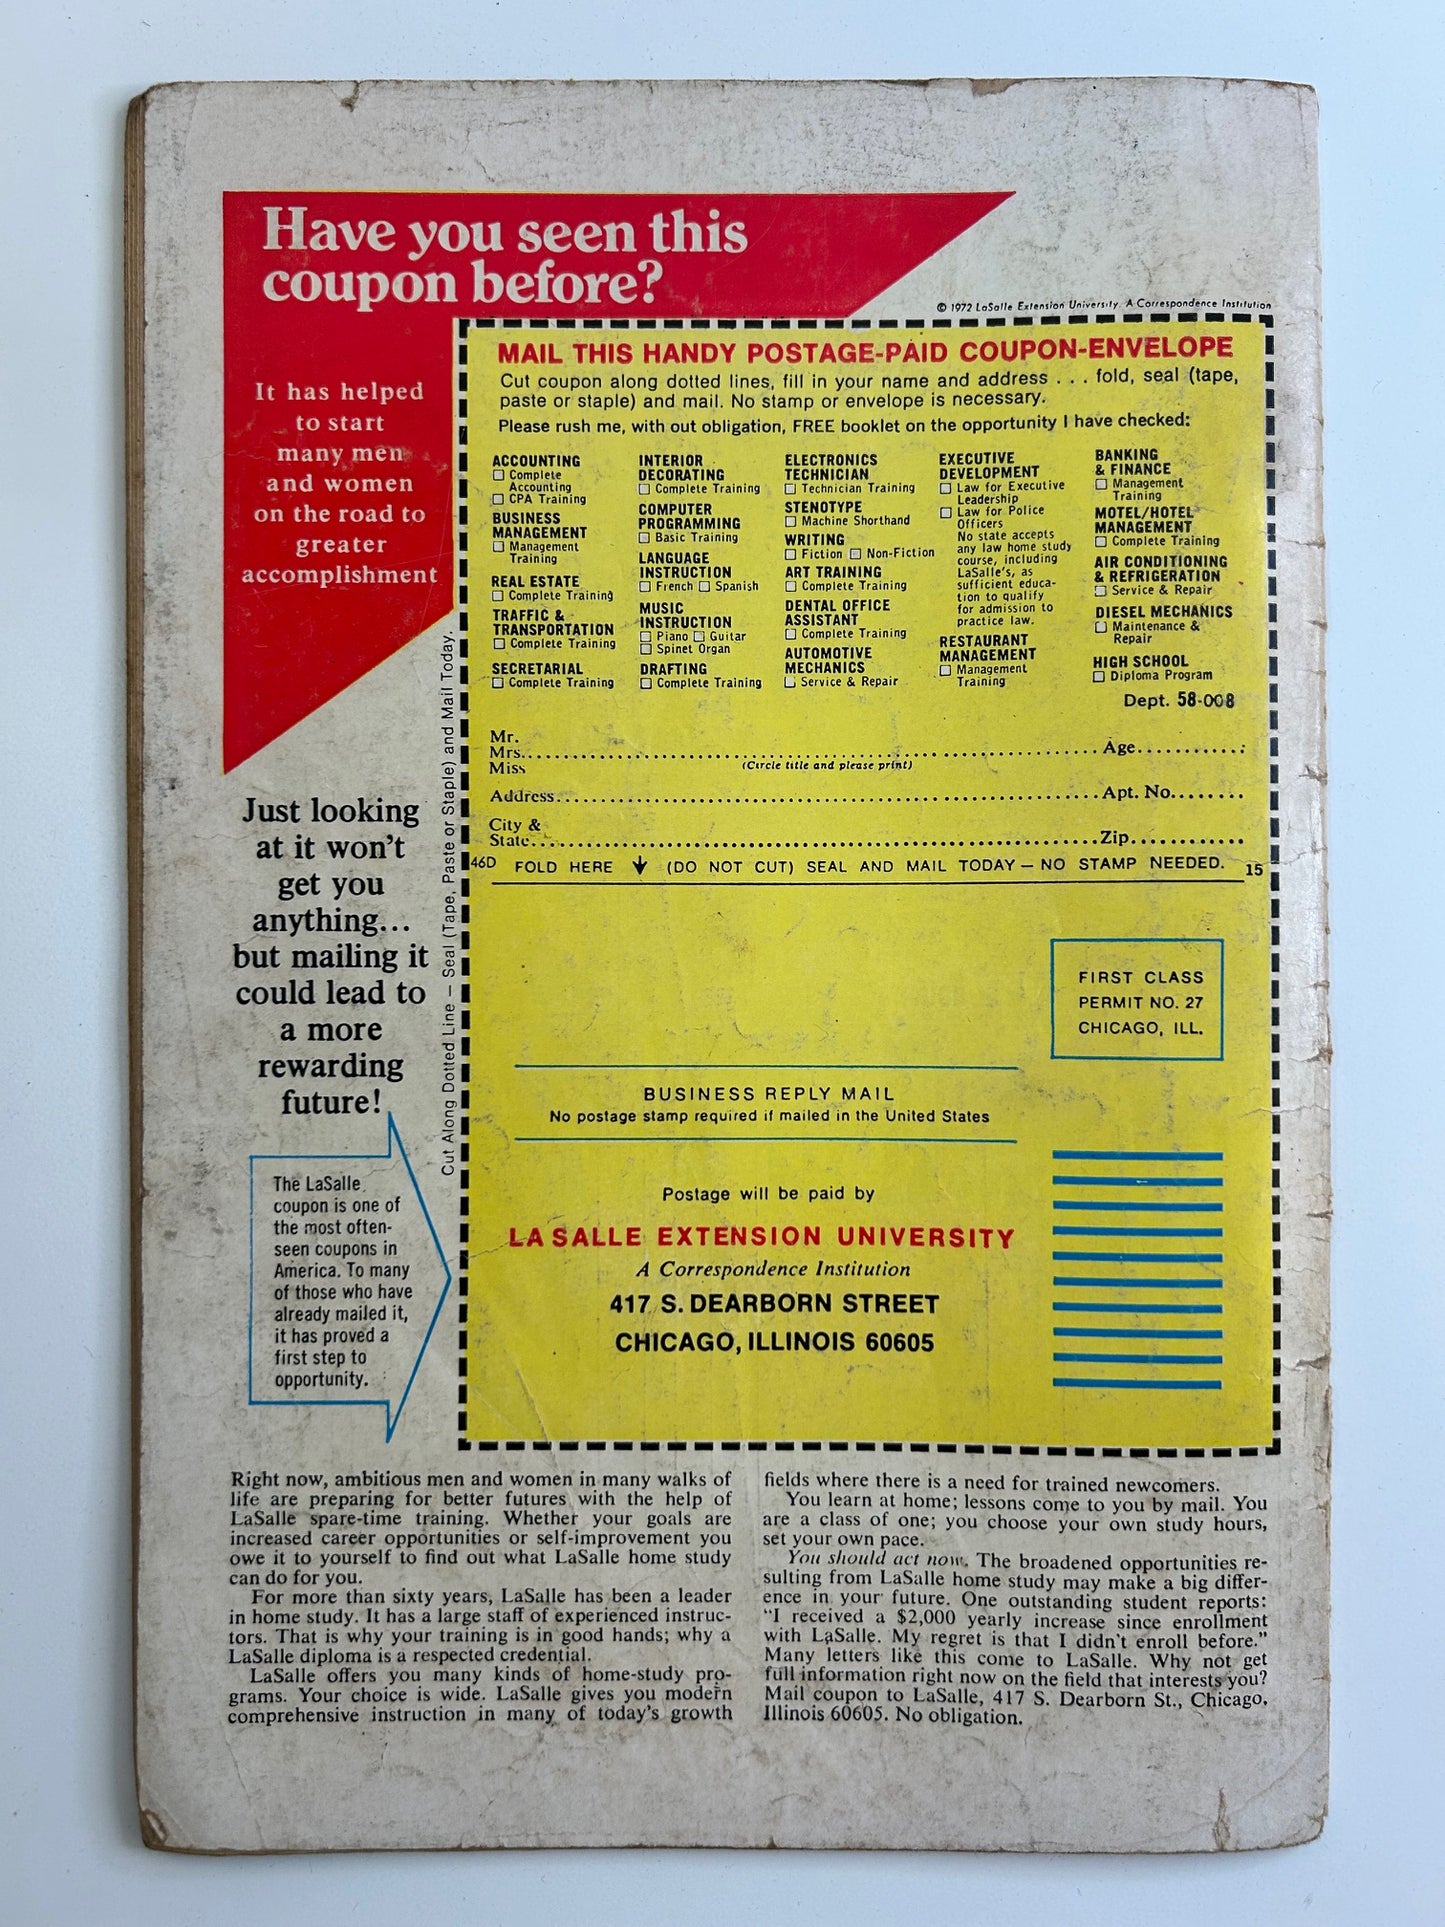 Have you seen this
coupon before?
© 1972 LaSalle Extension University. A Correspondence Institution
It has helped
to start
many men
and women
on the road to
greater
accomplishment
MAIL THIS HANDY POSTAGE-PAID COUPON-ENVELOPE
Cut coupon along dotted lines, fill in your name and address . . . fold, seal (tape,
paste or staple) and mail. No stamp or envelope is necessary.
Please rush me, with out obligation, FREE booklet on the opportunity I have checked:
ACCOUNTING
☐ Complete
Accounting
☐ CPA Training
BUSINESS
MANAGEMENT
☐ Management
Training
REAL ESTATE
☐ Complete Training
TRAFFIC &
TRANSPORTATION
☐ Complete Training
SECRETARIAL
☐ Complete Training
INTERIOR
DECORATING
☐ Complete Training
COMPUTER
PROGRAMMING
☐ Basic Training
LANGUAGE
INSTRUCTION
☐ French ☐ Spanish
MUSIC
INSTRUCTION
☐ Piano ☐ Guitar
☐ Spinet Organ
DRAFTING
☐ Complete Training
ELECTRONICS
TECHNICIAN
☐ Technician Training
STENOTYPE
☐ Machine Shorthand
WRITING
☐ Fiction ☐ Non-Fiction
ART TRAINING
☐ Complete Training
DENTAL OFFICE
ASSISTANT
☐ Complete Training
AUTOMOTIVE
MECHANICS
☐ Service & Repair
EXECUTIVE
DEVELOPMENT
☐ Law for Executive
Leadership
☐ Law for Police
Officers
No state accepts
any law home study
course, including
LaSalle's, as
sufficient educa-
tion to qualify
for admission to
practice law.
RESTAURANT
MANAGEMENT
☐ Management
Training
BANKING
& FINANCE
☐ Management
Training
MOTEL/HOTEL
MANAGEMENT
☐ Complete Training
AIR CONDITIONING
& REFRIGERATION
☐ Service & Repair
DIESEL MECHANICS
☐ Maintenance &
Repair
HIGH SCHOOL
☐ Diploma Program
Dept. 58-008
Mr.
Mrs. Age
Miss (Circle title and please print)
Address Apt. No.
City &
State Zip
46D FOLD HERE ↓ (DO NOT CUT) SEAL AND MAIL TODAY — NO STAMP NEEDED. 15
Cut Along Dotted Line — Seal (Tape, Paste or Staple) and Mail Today.
Just looking
at it won't
get you
anything...
but mailing it
could lead to
a more
rewarding
future!
FIRST CLASS
PERMIT NO. 27
CHICAGO, ILL.
BUSINESS REPLY MAIL
No postage stamp required if mailed in the United States
Postage will be paid by
LA SALLE EXTENSION UNIVERSITY
A Correspondence Institution
417 S. DEARBORN STREET
CHICAGO, ILLINOIS 60605
The LaSalle
coupon is one of
the most often-
seen coupons in
America. To many
of those who have
already mailed it,
it has proved a
first step to
opportunity.
Right now, ambitious men and women in many walks of
life are preparing for better futures with the help of
LaSalle spare-time training. Whether your goals are
increased career opportunities or self-improvement you
owe it to yourself to find out what LaSalle home study
can do for you.
For more than sixty years, LaSalle has been a leader
in home study. It has a large staff of experienced instruc-
tors. That is why your training is in good hands; why a
LaSalle diploma is a respected credential.
LaSalle offers you many kinds of home-study pro-
grams. Your choice is wide. LaSalle gives you modern
comprehensive instruction in many of today's growth
fields where there is a need for trained newcomers.
You learn at home; lessons come to you by mail. You
are a class of one; you choose your own study hours,
set your own pace.
You should act now. The broadened opportunities re-
sulting from LaSalle home study may make a big differ-
ence in your future. One outstanding student reports:
"I received a $2,000 yearly increase since enrollment
with LaSalle. My regret is that I didn't enroll before."
Many letters like this come to LaSalle. Why not get
full information right now on the field that interests you?
Mail coupon to LaSalle, 417 S. Dearborn St., Chicago,
Illinois 60605. No obligation.